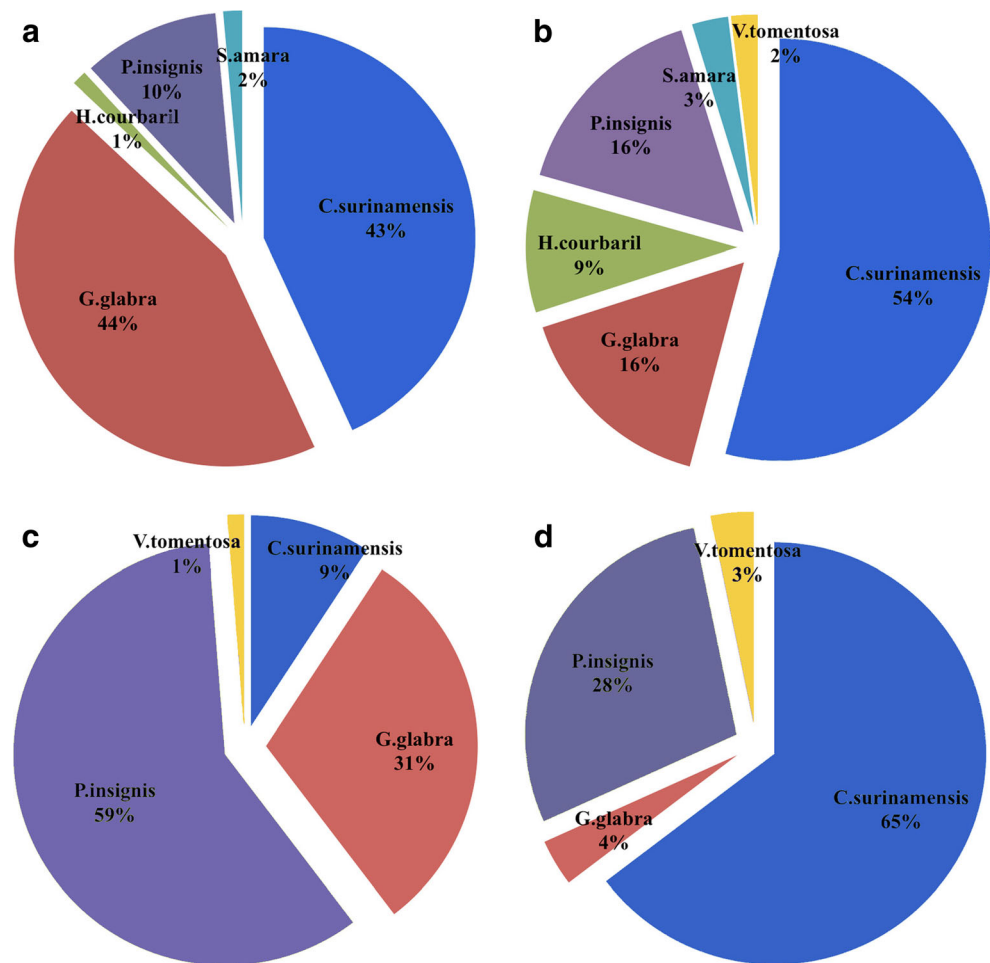 a
S.amara
2%
P.insignis
10%
H.courbaril
1%
C.surinamensis
43%
G.glabra
44%
b
V.tomentosa
2%
S.amara
3%
P.insignis
16%
H.courbaril
9%
C.surinamensis
54%
G.glabra
16%
c
V.tomentosa
1%
C.surinamensis
9%
G.glabra
31%
P.insignis
59%
d
V.tomentosa
3%
P.insignis
28%
G.glabra
4%
C.surinamensis
65%